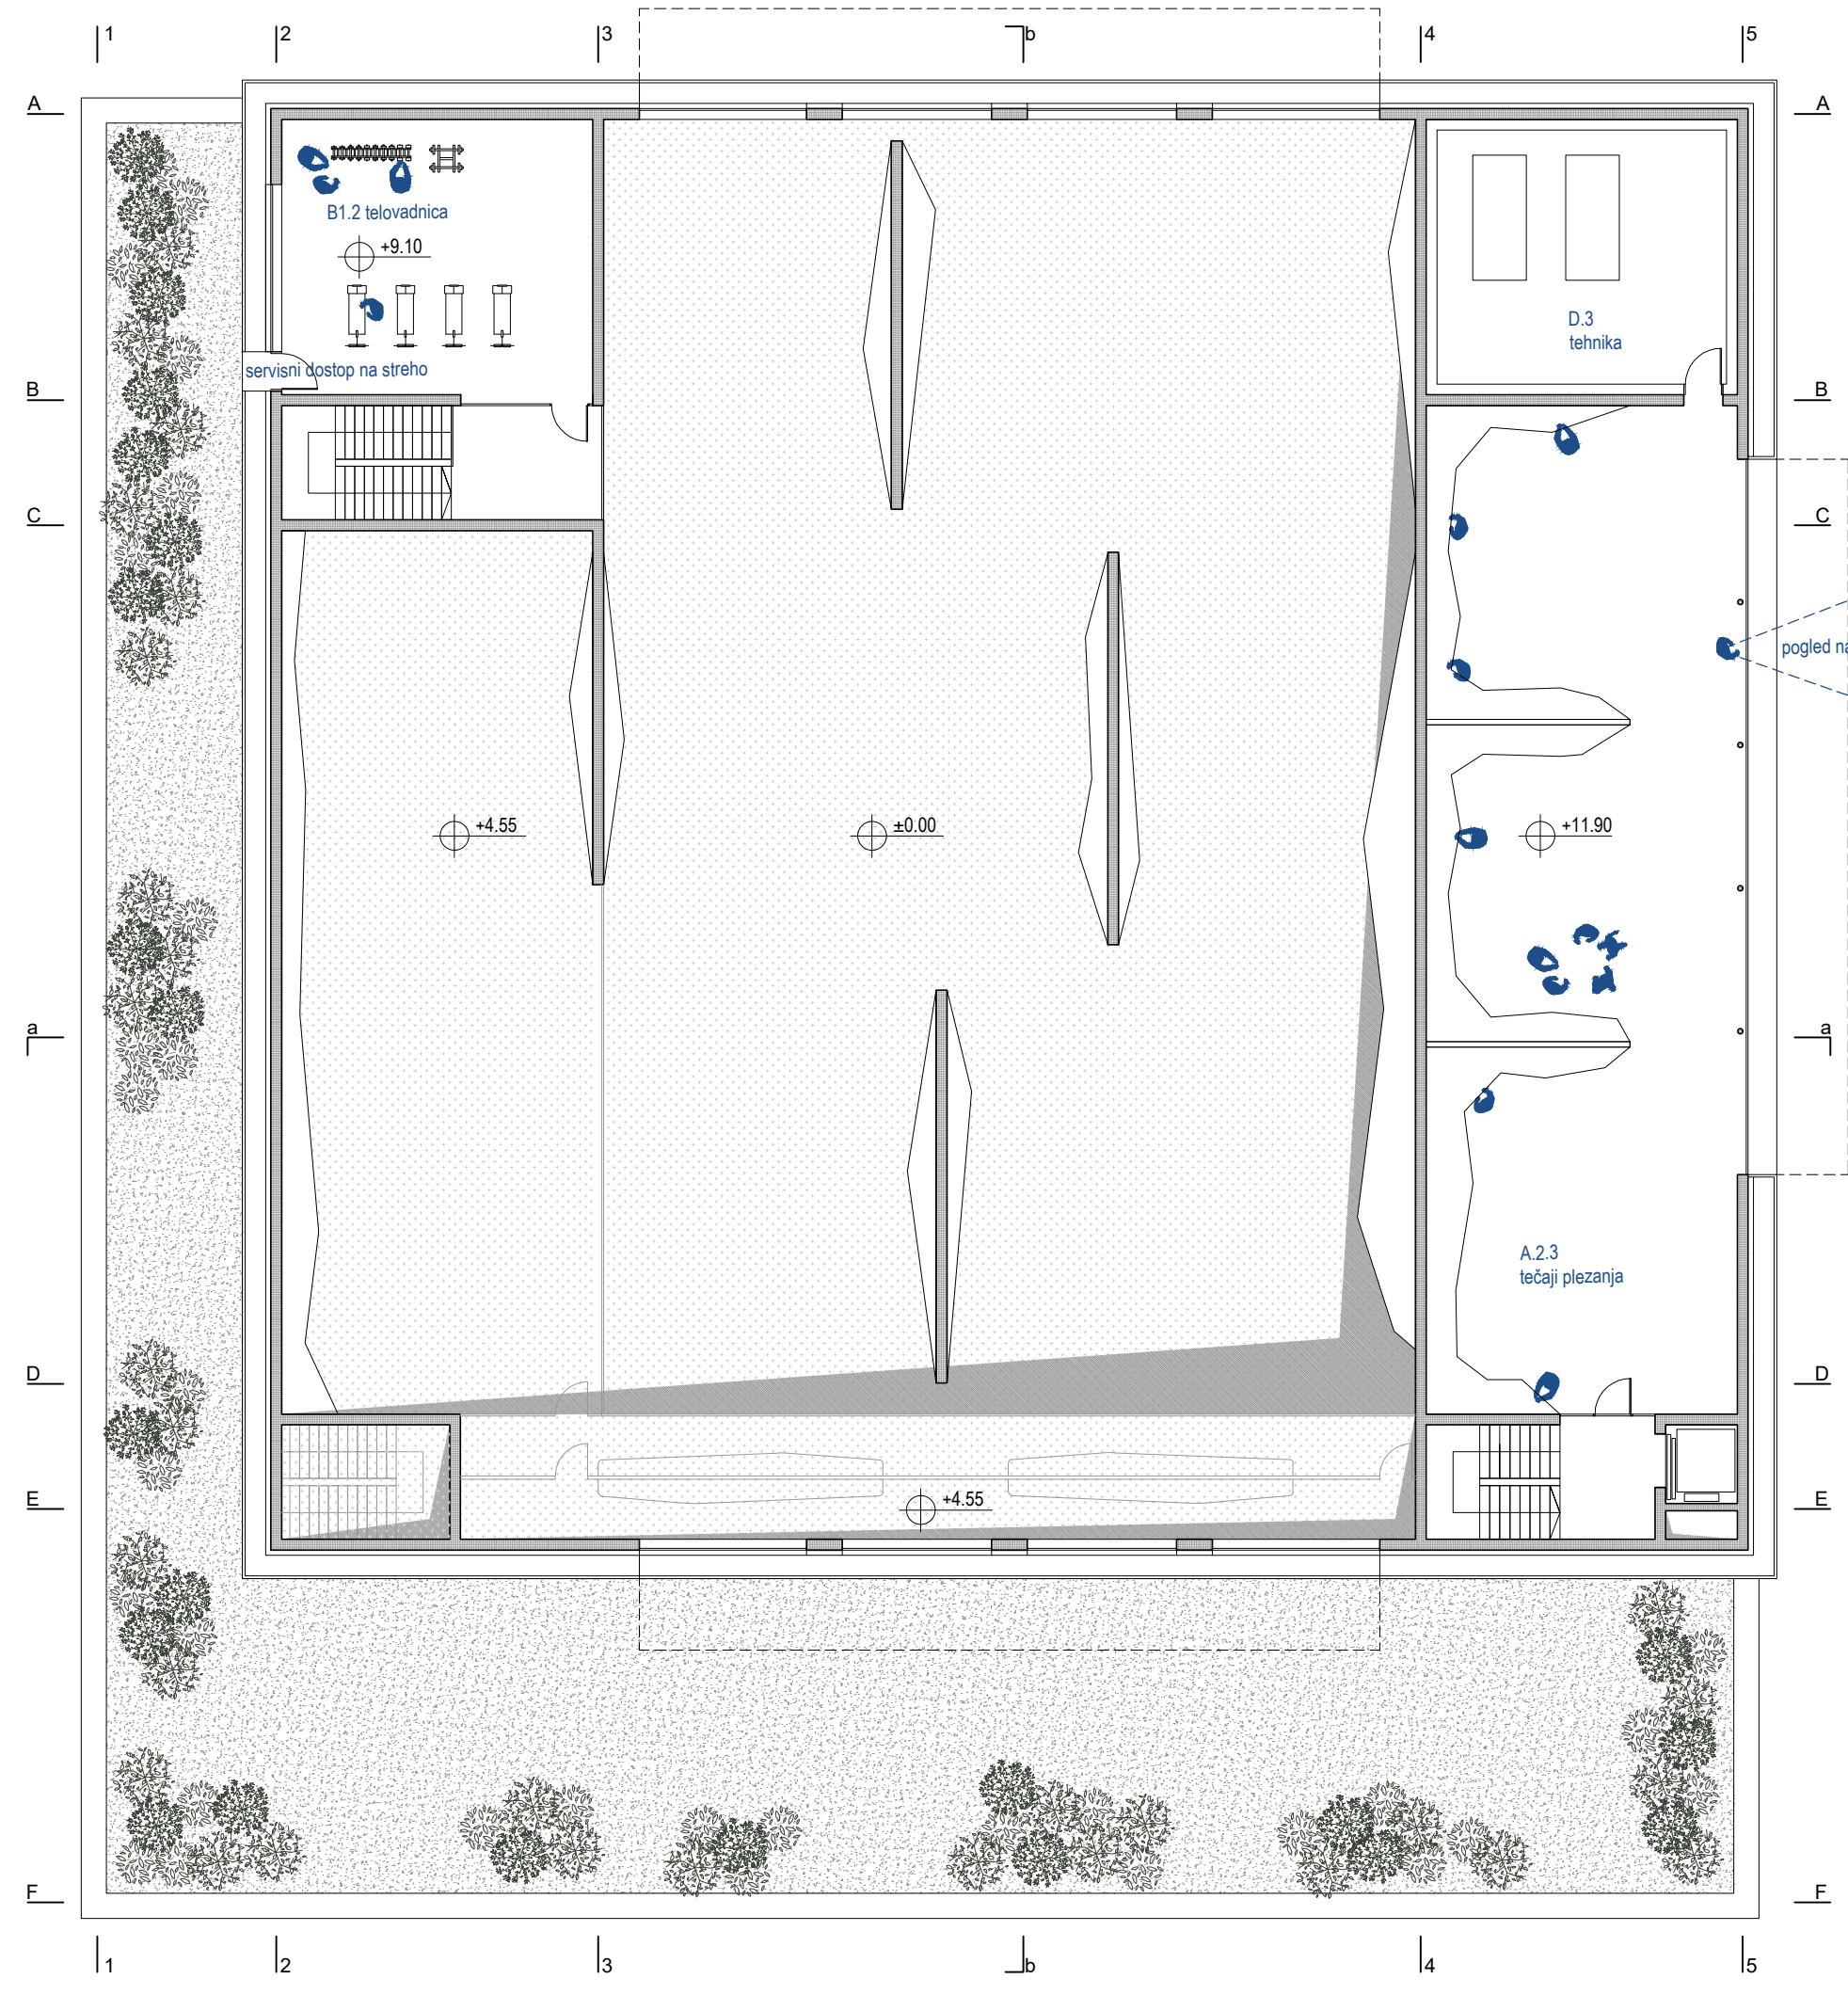 1 2 3 b 4 5
A A
B1.2 telovadnica
+9.10
D.3
tehnika
servisni dostop na streho
B B
C C
pogled na
+4.55 ±0.00 +11.90
a a
A.2.3
tečaji plezanja
D D
E +4.55 E
F F
1 2 3 b 4 5